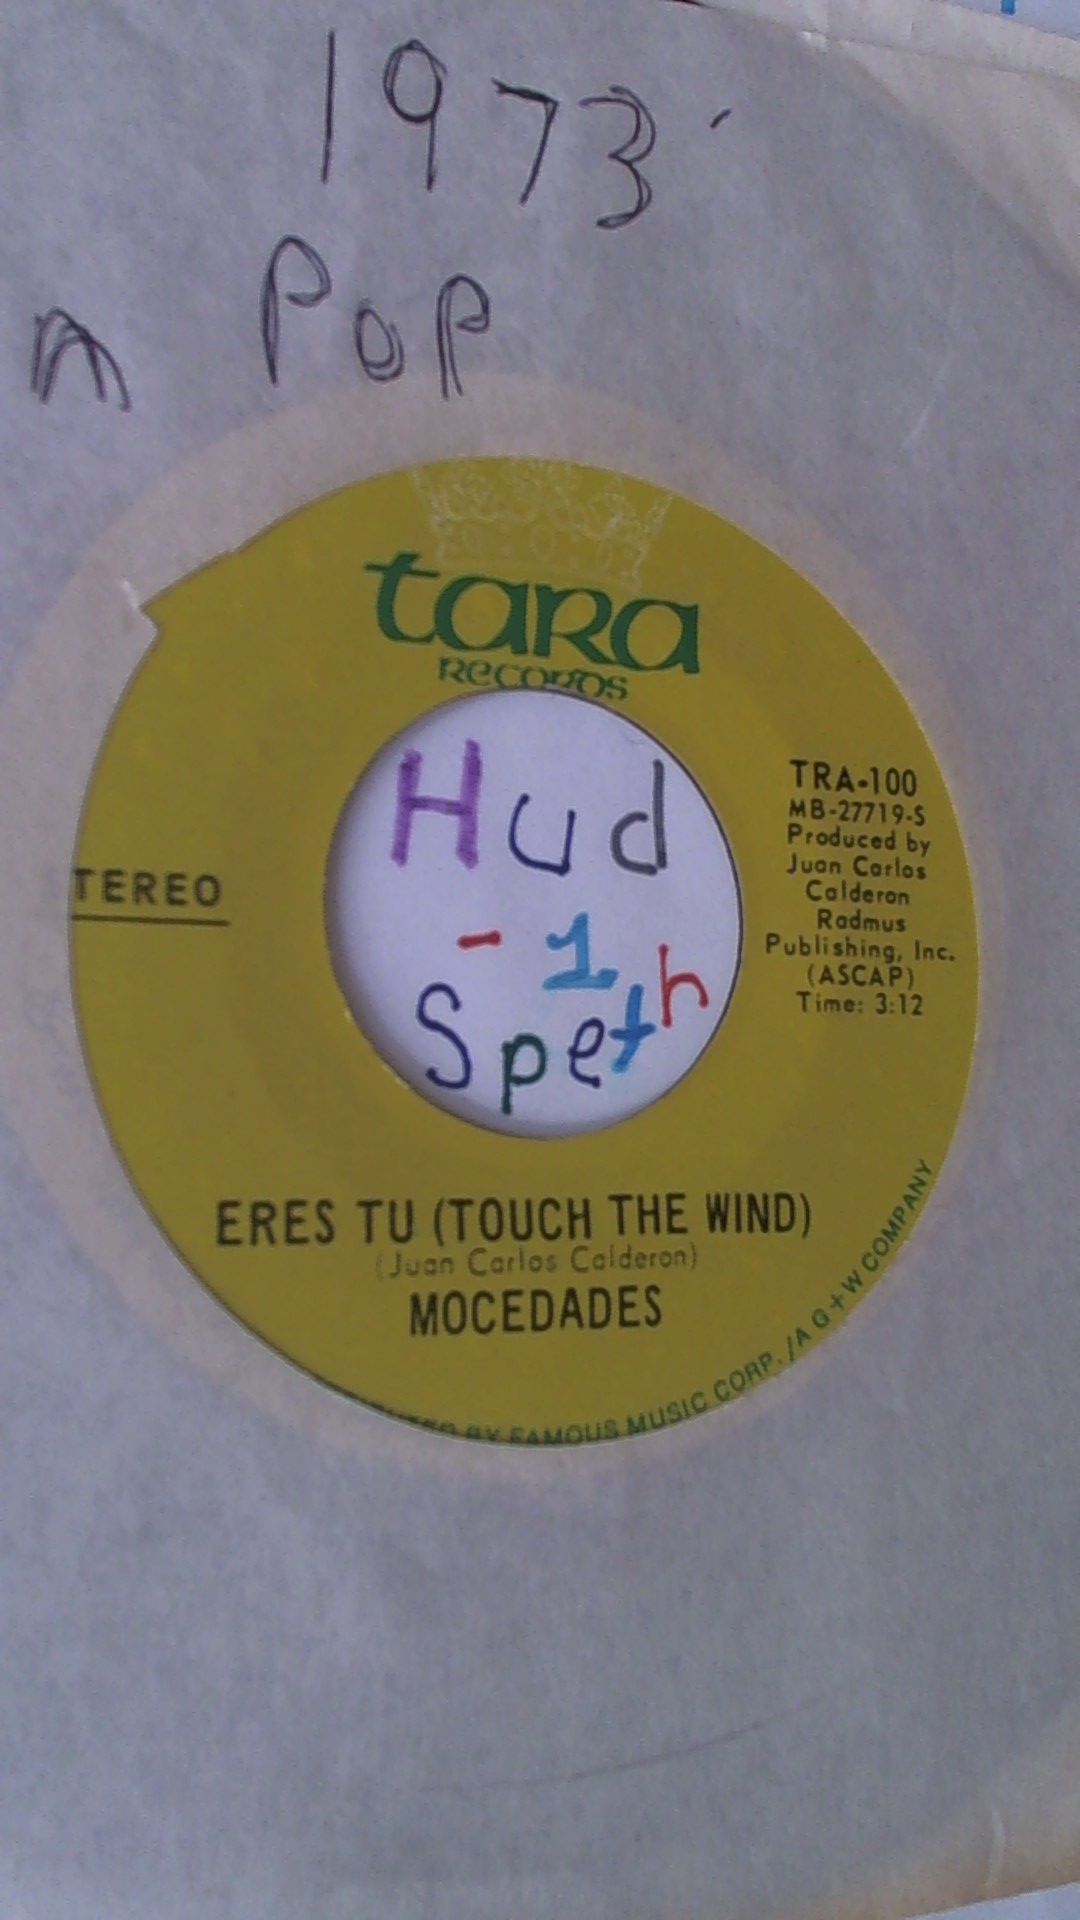 1973
n POP
tara
RECORDS
Hud
- 1
Speth
TEREO
TRA-100
MB-27719-S
Produced by
Juan Carlos
Calderon
Radmus
Publishing, Inc.
(ASCAP)
Time: 3:12
ERES TU (TOUCH THE WIND)
(Juan Carlos Calderon)
MOCEDADES
BY FAMOUS MUSIC CORP./A G+W COMPANY